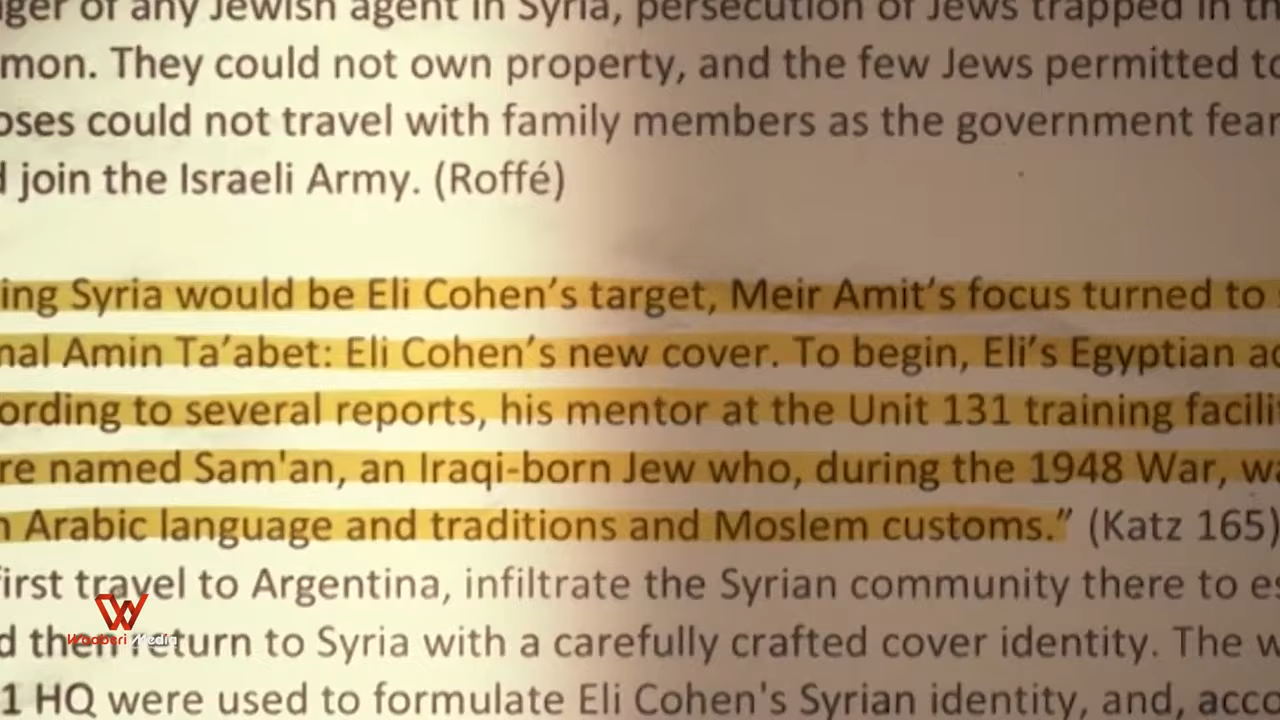 ger of any Jewish agent in Syria, persecution of Jews trapped in th
mon. They could not own property, and the few Jews permitted to
oses could not travel with family members as the government fear
d join the Israeli Army. (Roffé)
ing Syria would be Eli Cohen’s target, Meir Amit’s focus turned to
nal Amin Ta’abet: Eli Cohen’s new cover. To begin, Eli’s Egyptian ac
ording to several reports, his mentor at the Unit 131 training facili
re named Sam'an, an Iraqi-born Jew who, during the 1948 War, wa
n Arabic language and traditions and Moslem customs.” (Katz 165)
first travel to Argentina, infiltrate the Syrian community there to es
d then return to Syria with a carefully crafted cover identity. The w
1 HQ were used to formulate Eli Cohen's Syrian identity, and, acco
W
Waaberi Media